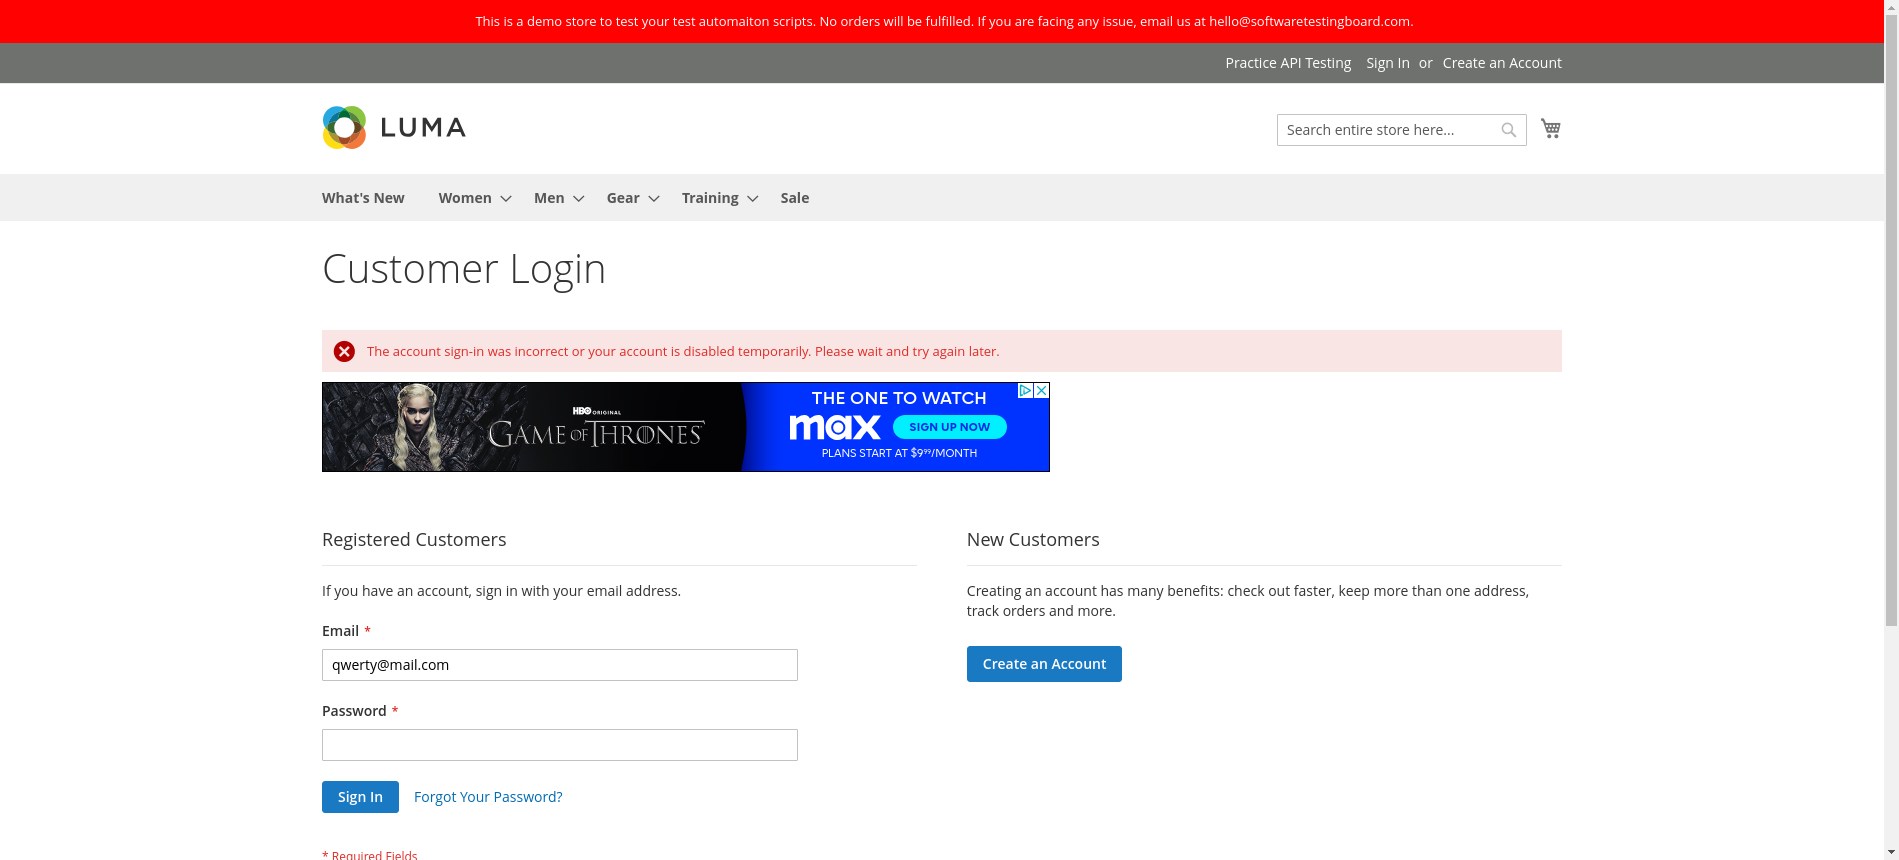 This is a demo store to test your test automaiton scripts. No orders will be fulfilled. If you are facing any issue, email us at hello@softwaretestingboard.com.
Practice API Testing Sign In or Create an Account
LUMA
Search entire store here...
What's New Women Men Gear Training Sale
Customer Login
The account sign-in was incorrect or your account is disabled temporarily. Please wait and try again later.
HBO ORIGINAL
GAME OF THRONES
THE ONE TO WATCH
max SIGN UP NOW
PLANS START AT $9⁹⁹/MONTH
Registered Customers
If you have an account, sign in with your email address.
Email *
qwerty@mail.com
Password *
Sign In Forgot Your Password?
* Required Fields
New Customers
Creating an account has many benefits: check out faster, keep more than one address,
track orders and more.
Create an Account